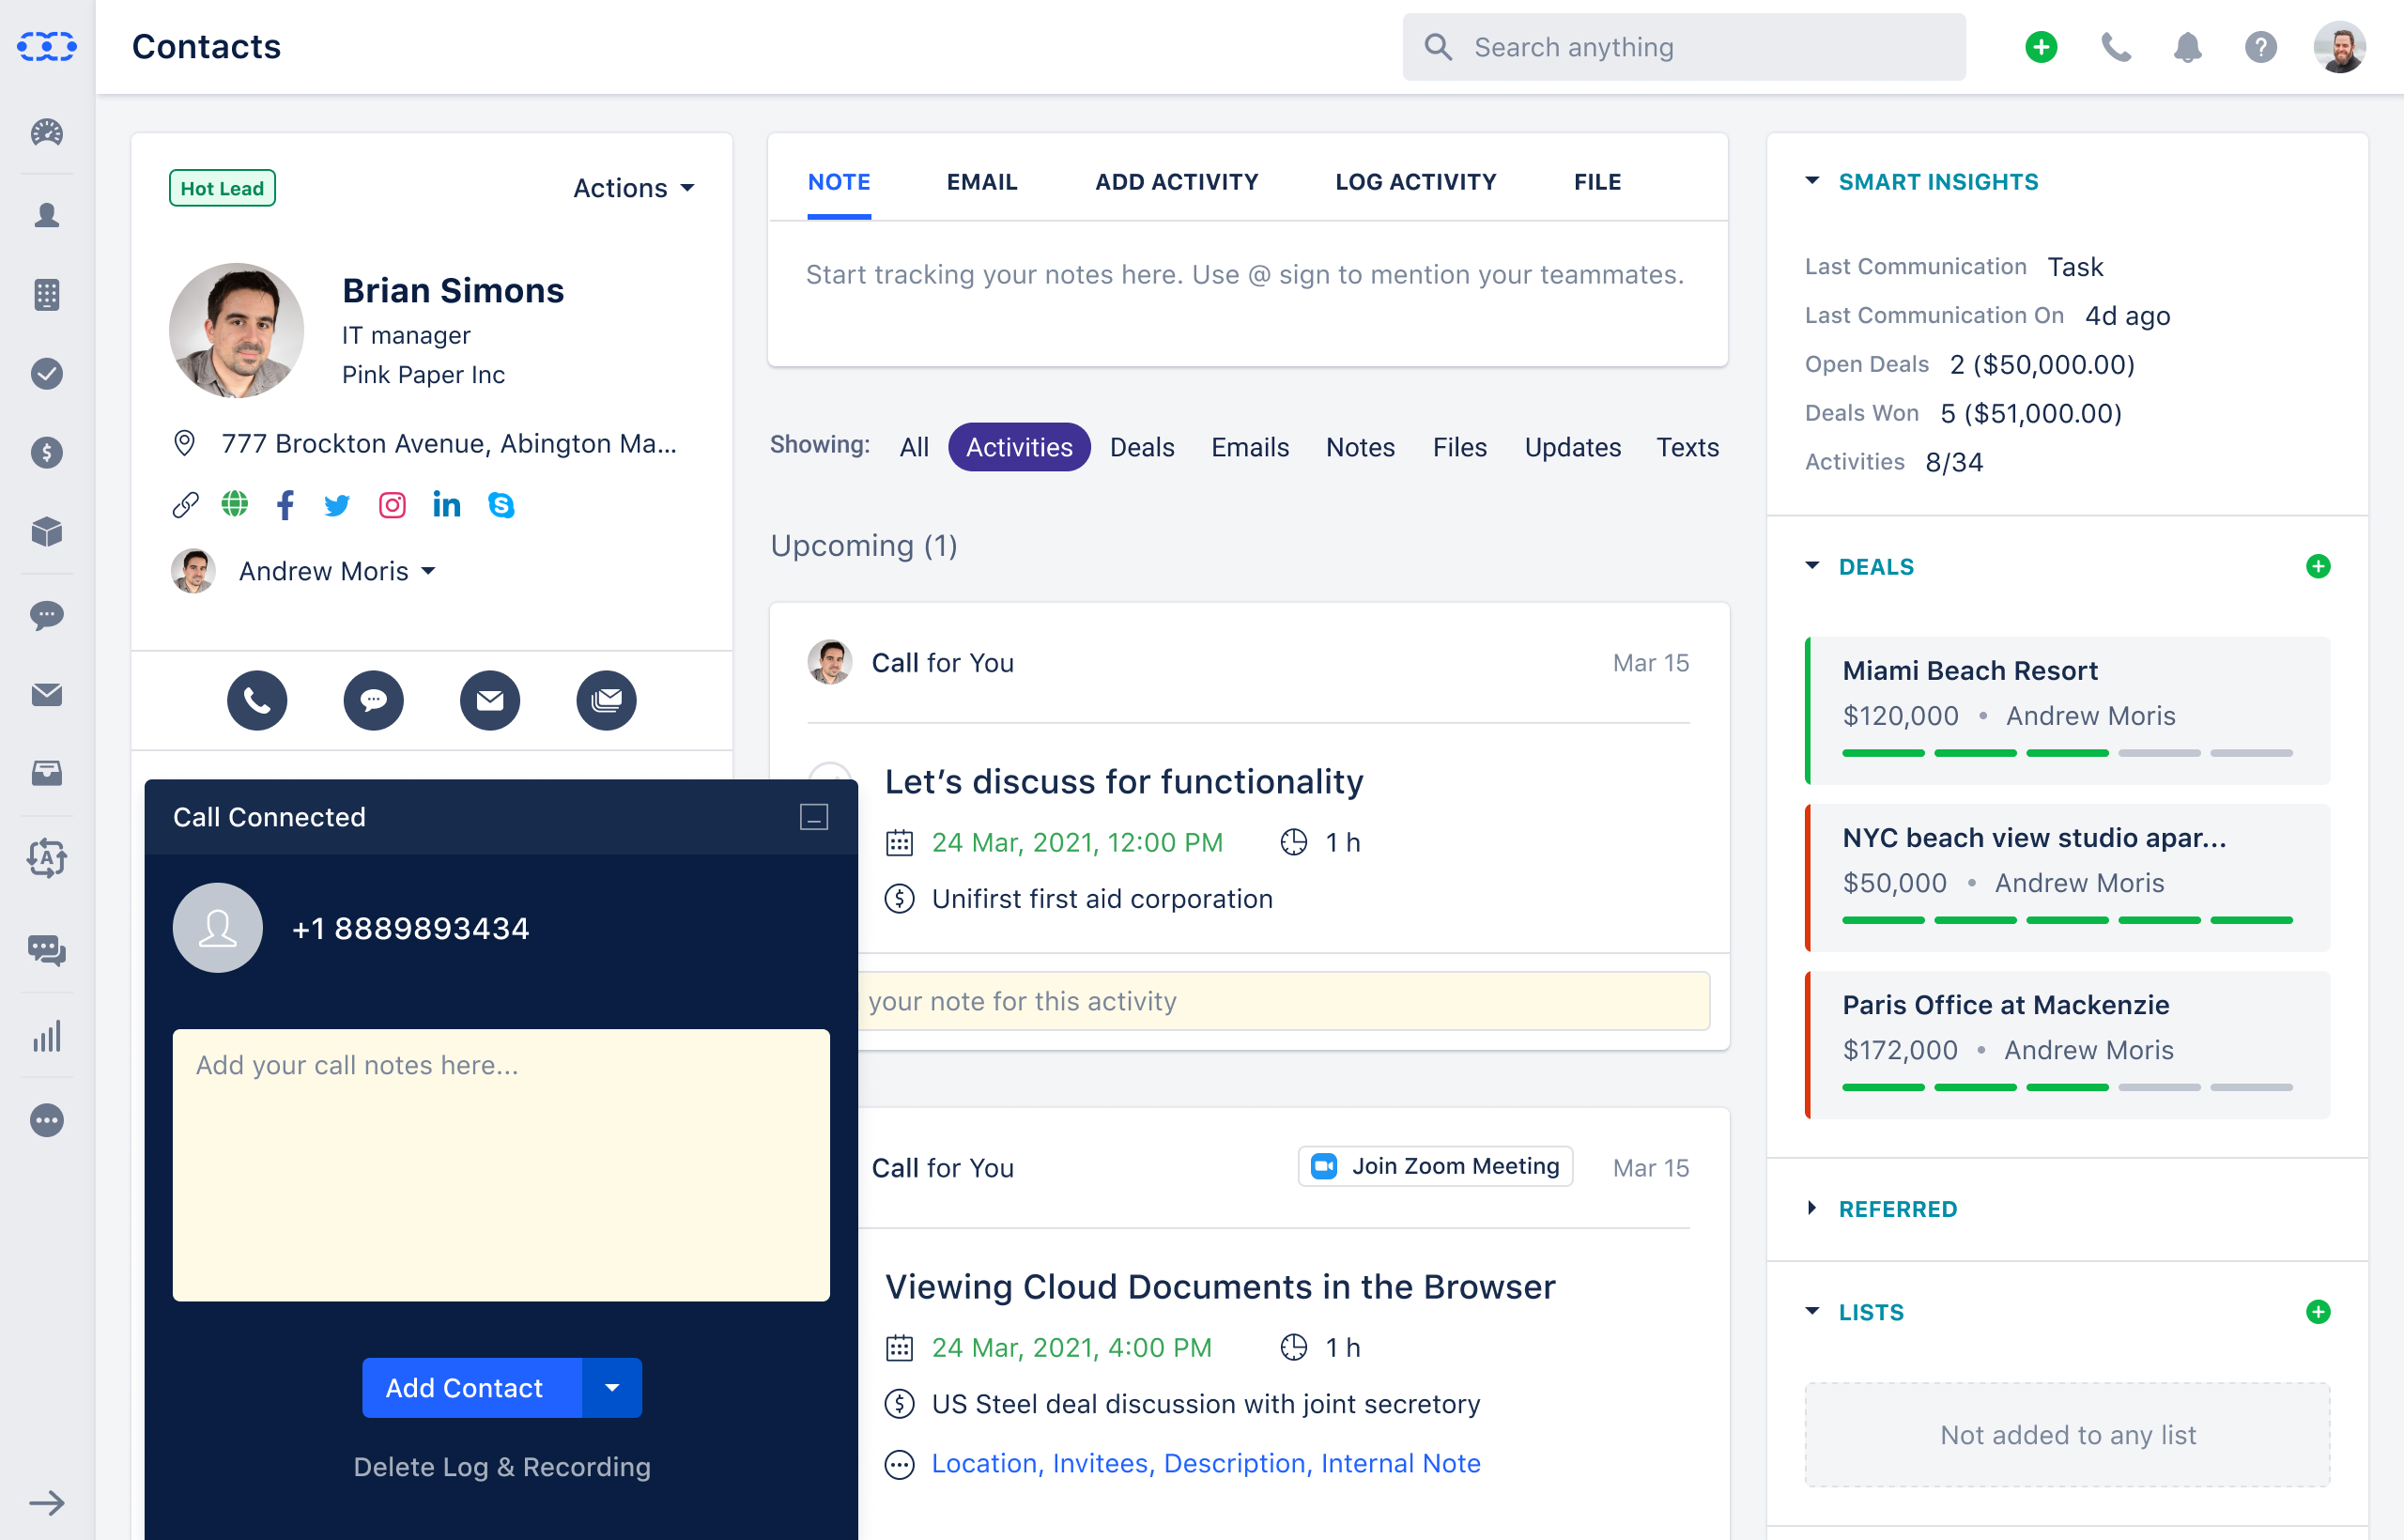 Contacts
Search anything
Hot Lead
Actions
Brian Simons
IT manager
Pink Paper Inc
777 Brockton Avenue, Abington Ma...
Andrew Moris
Call Connected
+1 8889893434
Add your call notes here...
Add Contact
Delete Log & Recording
NOTE EMAIL ADD ACTIVITY LOG ACTIVITY FILE
Start tracking your notes here. Use @ sign to mention your teammates.
Showing: All Activities Deals Emails Notes Files Updates Texts
Upcoming (1)
Call for You Mar 15
Let’s discuss for functionality
24 Mar, 2021, 12:00 PM 1 h
Unifirst first aid corporation
your note for this activity
Call for You Join Zoom Meeting Mar 15
Viewing Cloud Documents in the Browser
24 Mar, 2021, 4:00 PM 1 h
US Steel deal discussion with joint secretory
Location, Invitees, Description, Internal Note
SMART INSIGHTS
Last Communication Task
Last Communication On 4d ago
Open Deals 2 ($50,000.00)
Deals Won 5 ($51,000.00)
Activities 8/34
DEALS
Miami Beach Resort
$120,000 • Andrew Moris
NYC beach view studio apar...
$50,000 • Andrew Moris
Paris Office at Mackenzie
$172,000 • Andrew Moris
REFERRED
LISTS
Not added to any list